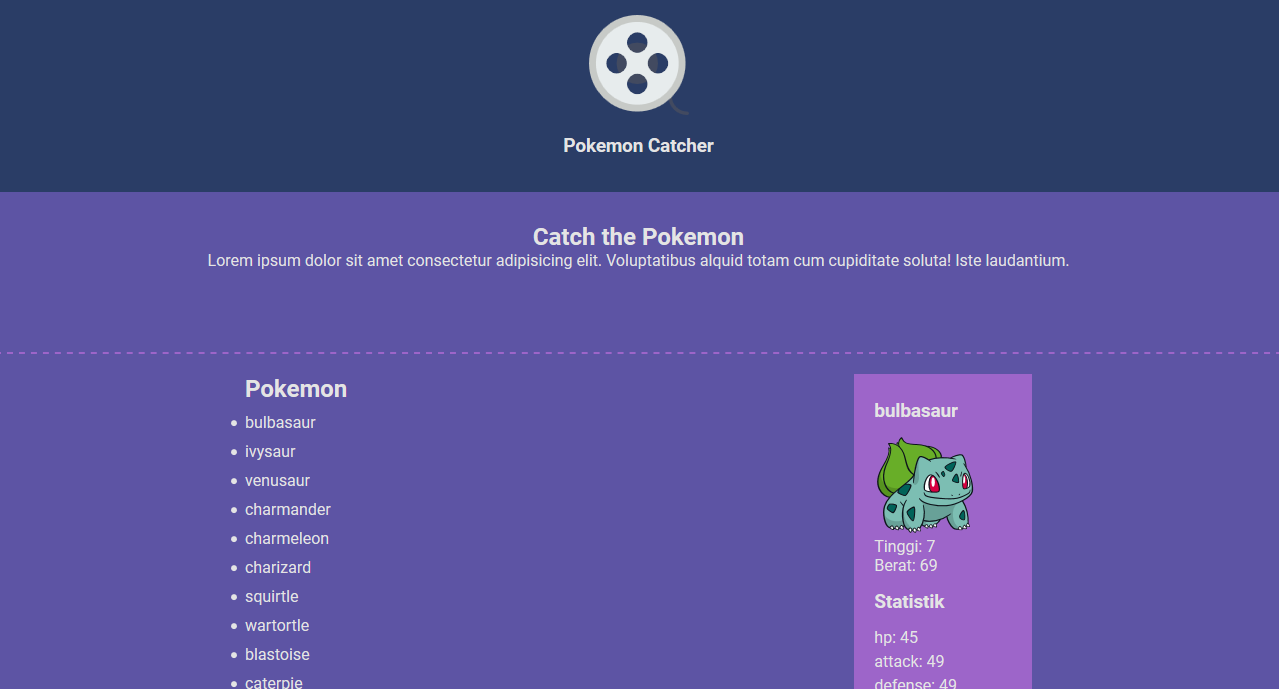 Pokemon Catcher
Catch the Pokemon
Lorem ipsum dolor sit amet consectetur adipisicing elit. Voluptatibus alquid totam cum cupiditate soluta! Iste laudantium.
Pokemon
bulbasaur
ivysaur
venusaur
charmander
charmeleon
charizard
squirtle
wartortle
blastoise
caterpie
bulbasaur
Tinggi: 7
Berat: 69
Statistik
hp: 45
attack: 49
defense: 49